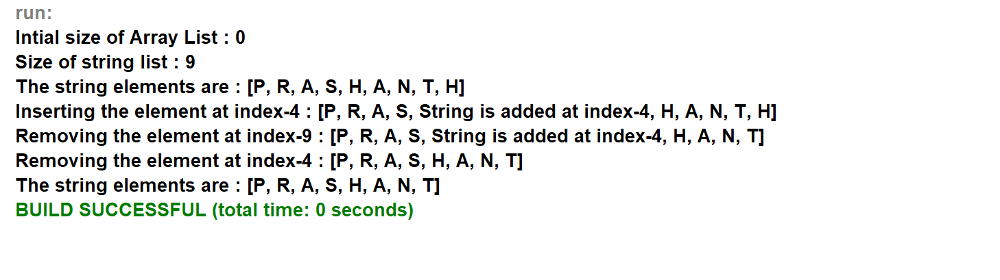 run:
Intial size of Array List : 0
Size of string list : 9
The string elements are : [P, R, A, S, H, A, N, T, H]
Inserting the element at index-4 : [P, R, A, S, String is added at index-4, H, A, N, T, H]
Removing the element at index-9 : [P, R, A, S, String is added at index-4, H, A, N, T]
Removing the element at index-4 : [P, R, A, S, H, A, N, T]
The string elements are : [P, R, A, S, H, A, N, T]
BUILD SUCCESSFUL (total time: 0 seconds)